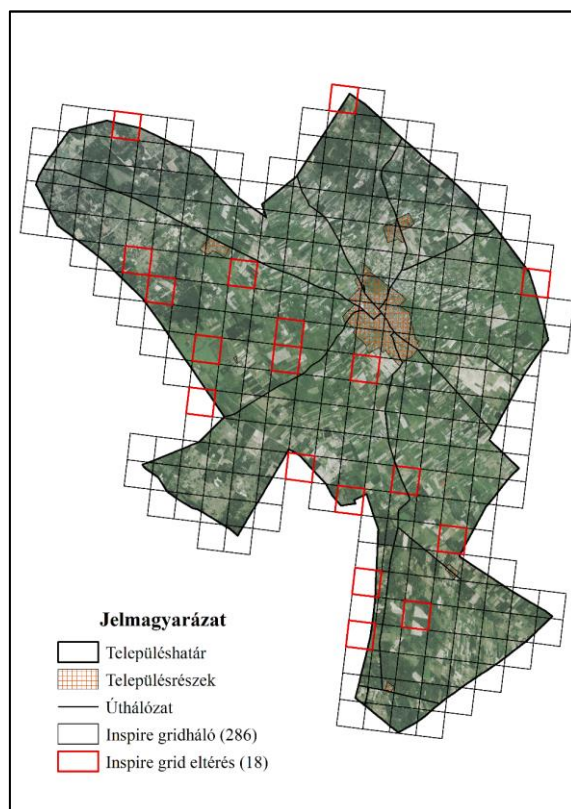 Jelmagyarázat
Településhatár
Településrészek
Úthálózat
Inspire gridháló (286)
Inspire grid eltérés (18)